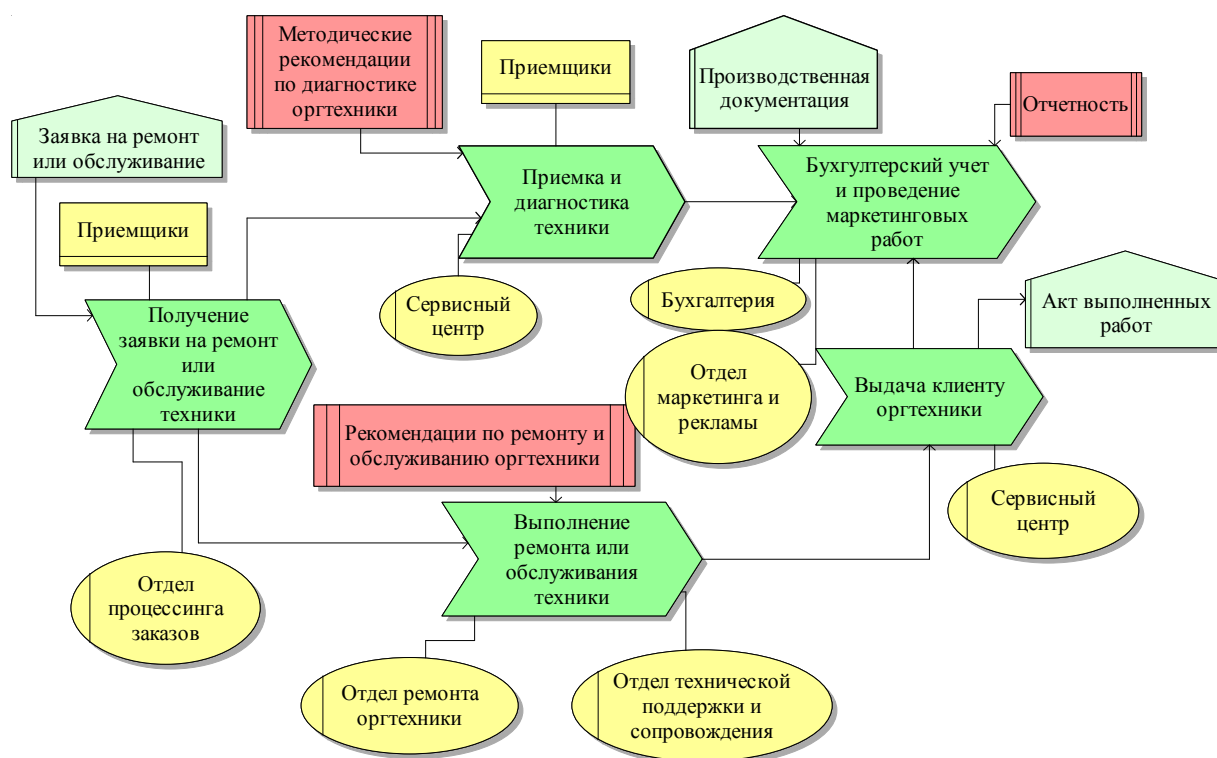 Методические
рекомендации
по диагностике
оргтехники
Приемщики
Производственная
документация
Отчетность
Заявка на ремонт
или обслуживание
Приемщики
Приемка и
диагностика
техники
Бухгултерский учет
и проведение
маркетинговых
работ
Получение
заявки на ремонт
или
обслуживание
техники
Сервисный
центр
Бухгалтерия
Акт выполненных
работ
Отдел
маркетинга и
рекламы
Выдача клиенту
оргтехники
Рекомендации по ремонту и
обслуживанию оргтехники
Сервисный
центр
Выполнение
ремонта или
обслуживания
техники
Отдел
процессинга
заказов
Отдел ремонта
оргтехники
Отдел технической
поддержки и
сопровождения